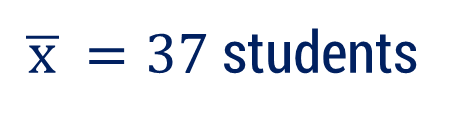 x̅ = 37 students